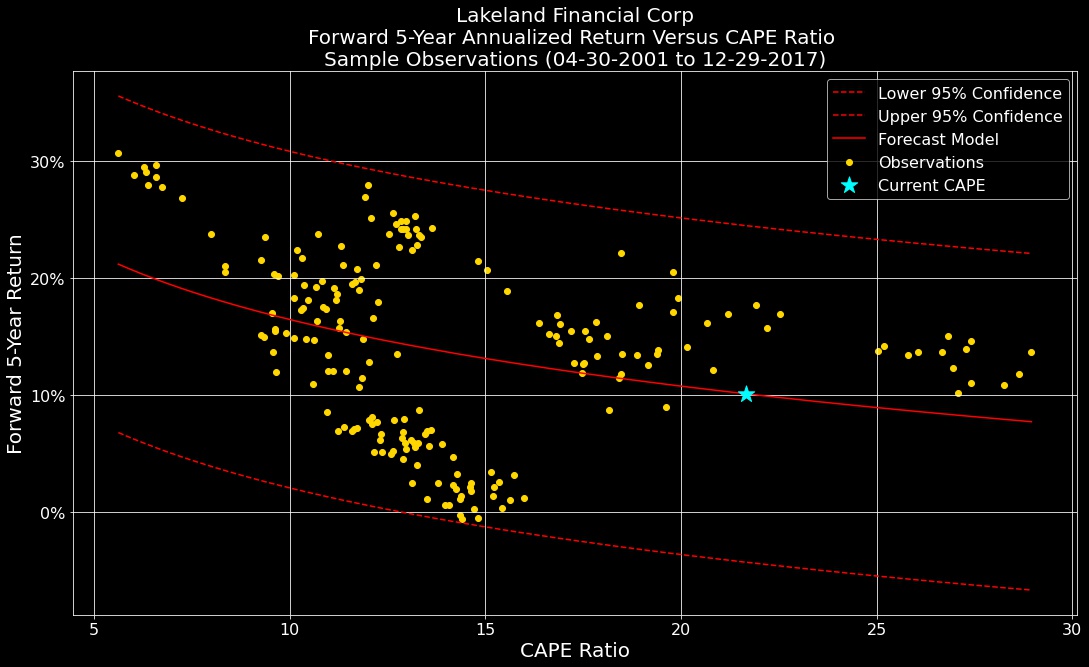 Lakeland Financial Corp
Forward 5-Year Annualized Return Versus CAPE Ratio
Sample Observations (04-30-2001 to 12-29-2017)
Lower 95% Confidence
Upper 95% Confidence
Forecast Model
Observations
Current CAPE
Forward 5-Year Return
30%
20%
10%
0%
5
10
15
20
25
30
CAPE Ratio